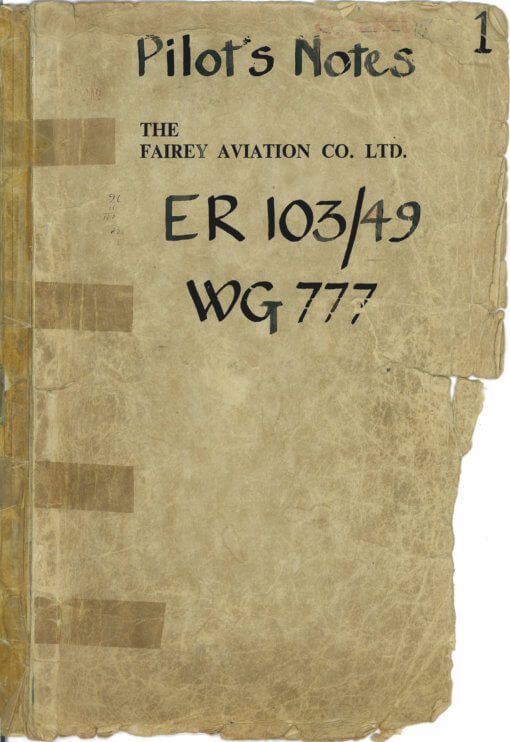 1
Pilot's Notes
THE
FAIREY AVIATION CO. LTD.
ER 103/49
WG 777